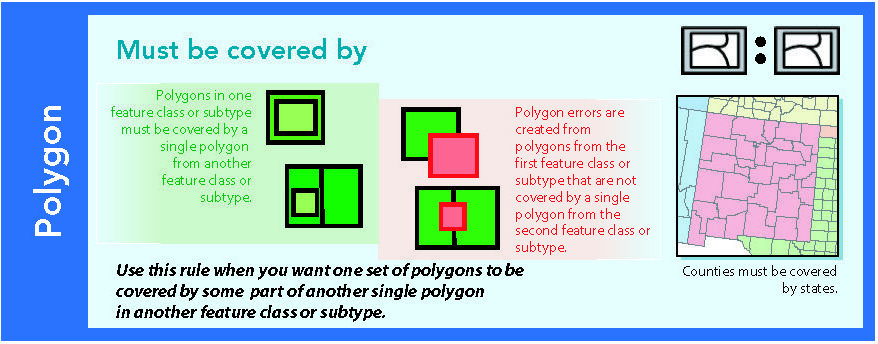 Polygon
Must be covered by
Polygons in one
feature class or subtype
must be covered by a
single polygon
from another
feature class or
subtype.
Polygon errors are
created from
polygons from the
first feature class or
subtype that are not
covered by a single
polygon from the
second feature class or
subtype.
Use this rule when you want one set of polygons to be
covered by some part of another single polygon
in another feature class or subtype.
Counties must be covered
by states.